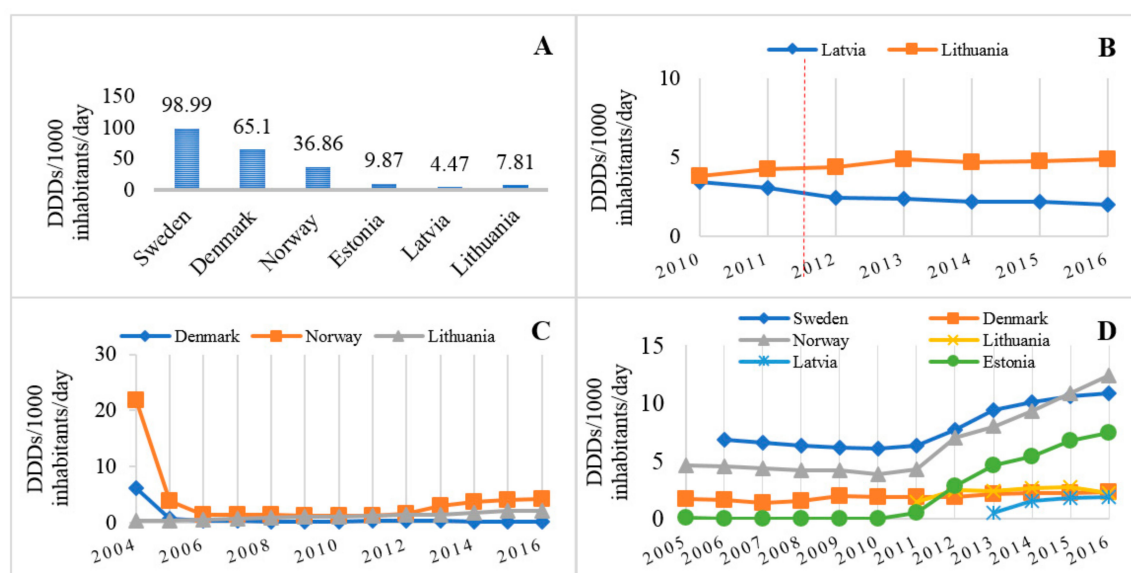 A
DDDs/1000
inhabitants/day
150
100
50
0
98.99
65.1
36.86
9.87
4.47
7.81
Sweden
Denmark
Norway
Estonia
Latvia
Lithuania
B
Latvia
Lithuania
DDDs/1000
inhabitants/day
10
5
0
2010
2011
2012
2013
2014
2015
2016
C
Denmark
Norway
Lithuania
DDDs/1000
inhabitants/day
30
20
10
0
2004
2006
2008
2010
2012
2014
2016
D
Sweden
Denmark
Norway
Lithuania
Latvia
Estonia
DDDs/1000
inhabitants/day
15
10
5
0
2005
2006
2007
2008
2009
2010
2011
2012
2013
2014
2015
2016